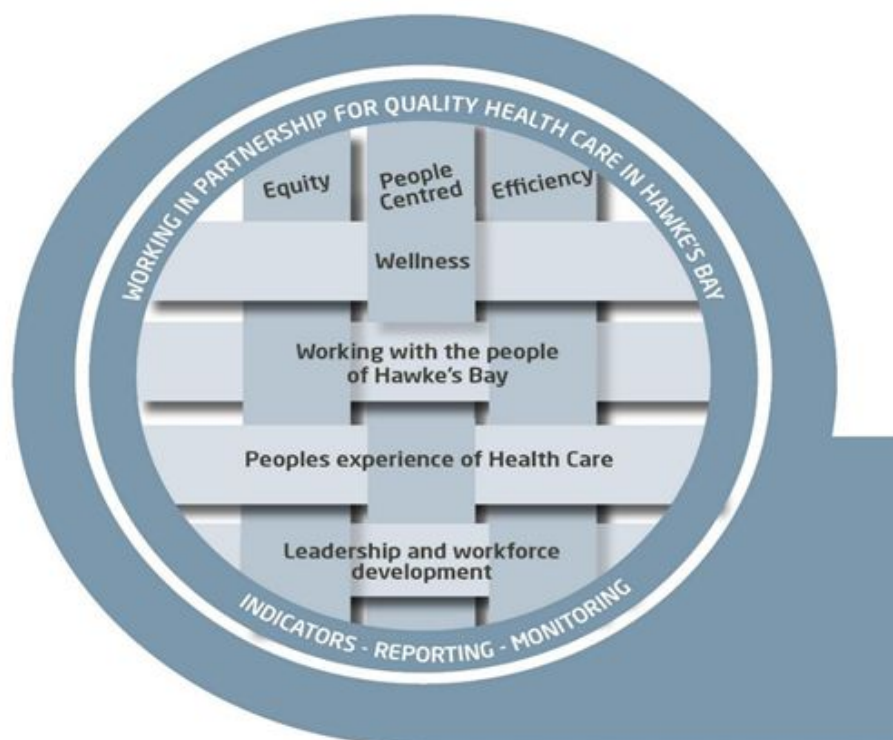 WORKING IN PARTNERSHIP FOR QUALITY HEALTH CARE IN HAWKE'S BAY
Equity
People
Centred
Efficiency
Wellness
Working with the people
of Hawke's Bay
Peoples experience of Health Care
Leadership and workforce
development
INDICATORS - REPORTING - MONITORING